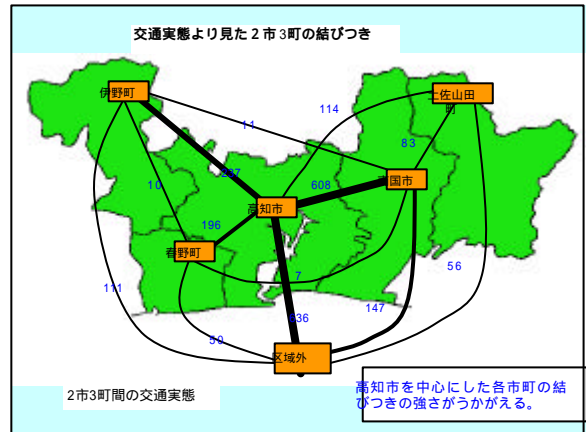 交通実態より見た2市3町の結びつき
伊野町
土佐山田
町
114
11
83
10
608
高知市
国市
196
春野町
7
56
111
147
50
区域外
2市3町間の交通実態
高知市を中心にした各市町の結
びつきの強さがうかがえる。